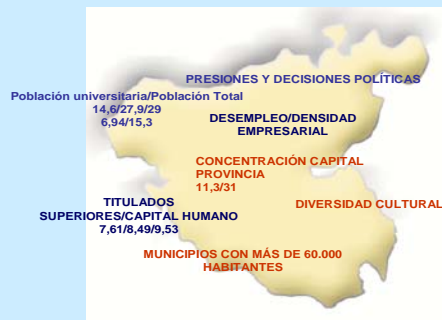 PRESIONES Y DECISIONES POLÍTICAS
Población universitaria/Población Total
14,6/27,9/29
6,94/15,3
DESEMPLEO/DENSIDAD
EMPRESARIAL
CONCENTRACIÓN CAPITAL
PROVINCIA
11,3/31
TITULADOS
SUPERIORES/CAPITAL HUMANO
7,61/8,49/9,53
DIVERSIDAD CULTURAL
MUNICIPIOS CON MÁS DE 60.000
HABITANTES